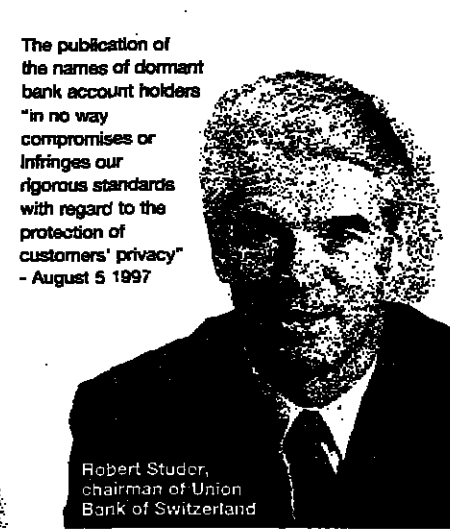 The publication of
the names of dormant
bank account holders
"in no way
compromises or
infringes our
rigorous standards
with regard to the
protection of
customers' privacy"
- August 5 1997
Robert Studer,
chairman of Union
Bank of Switzerland